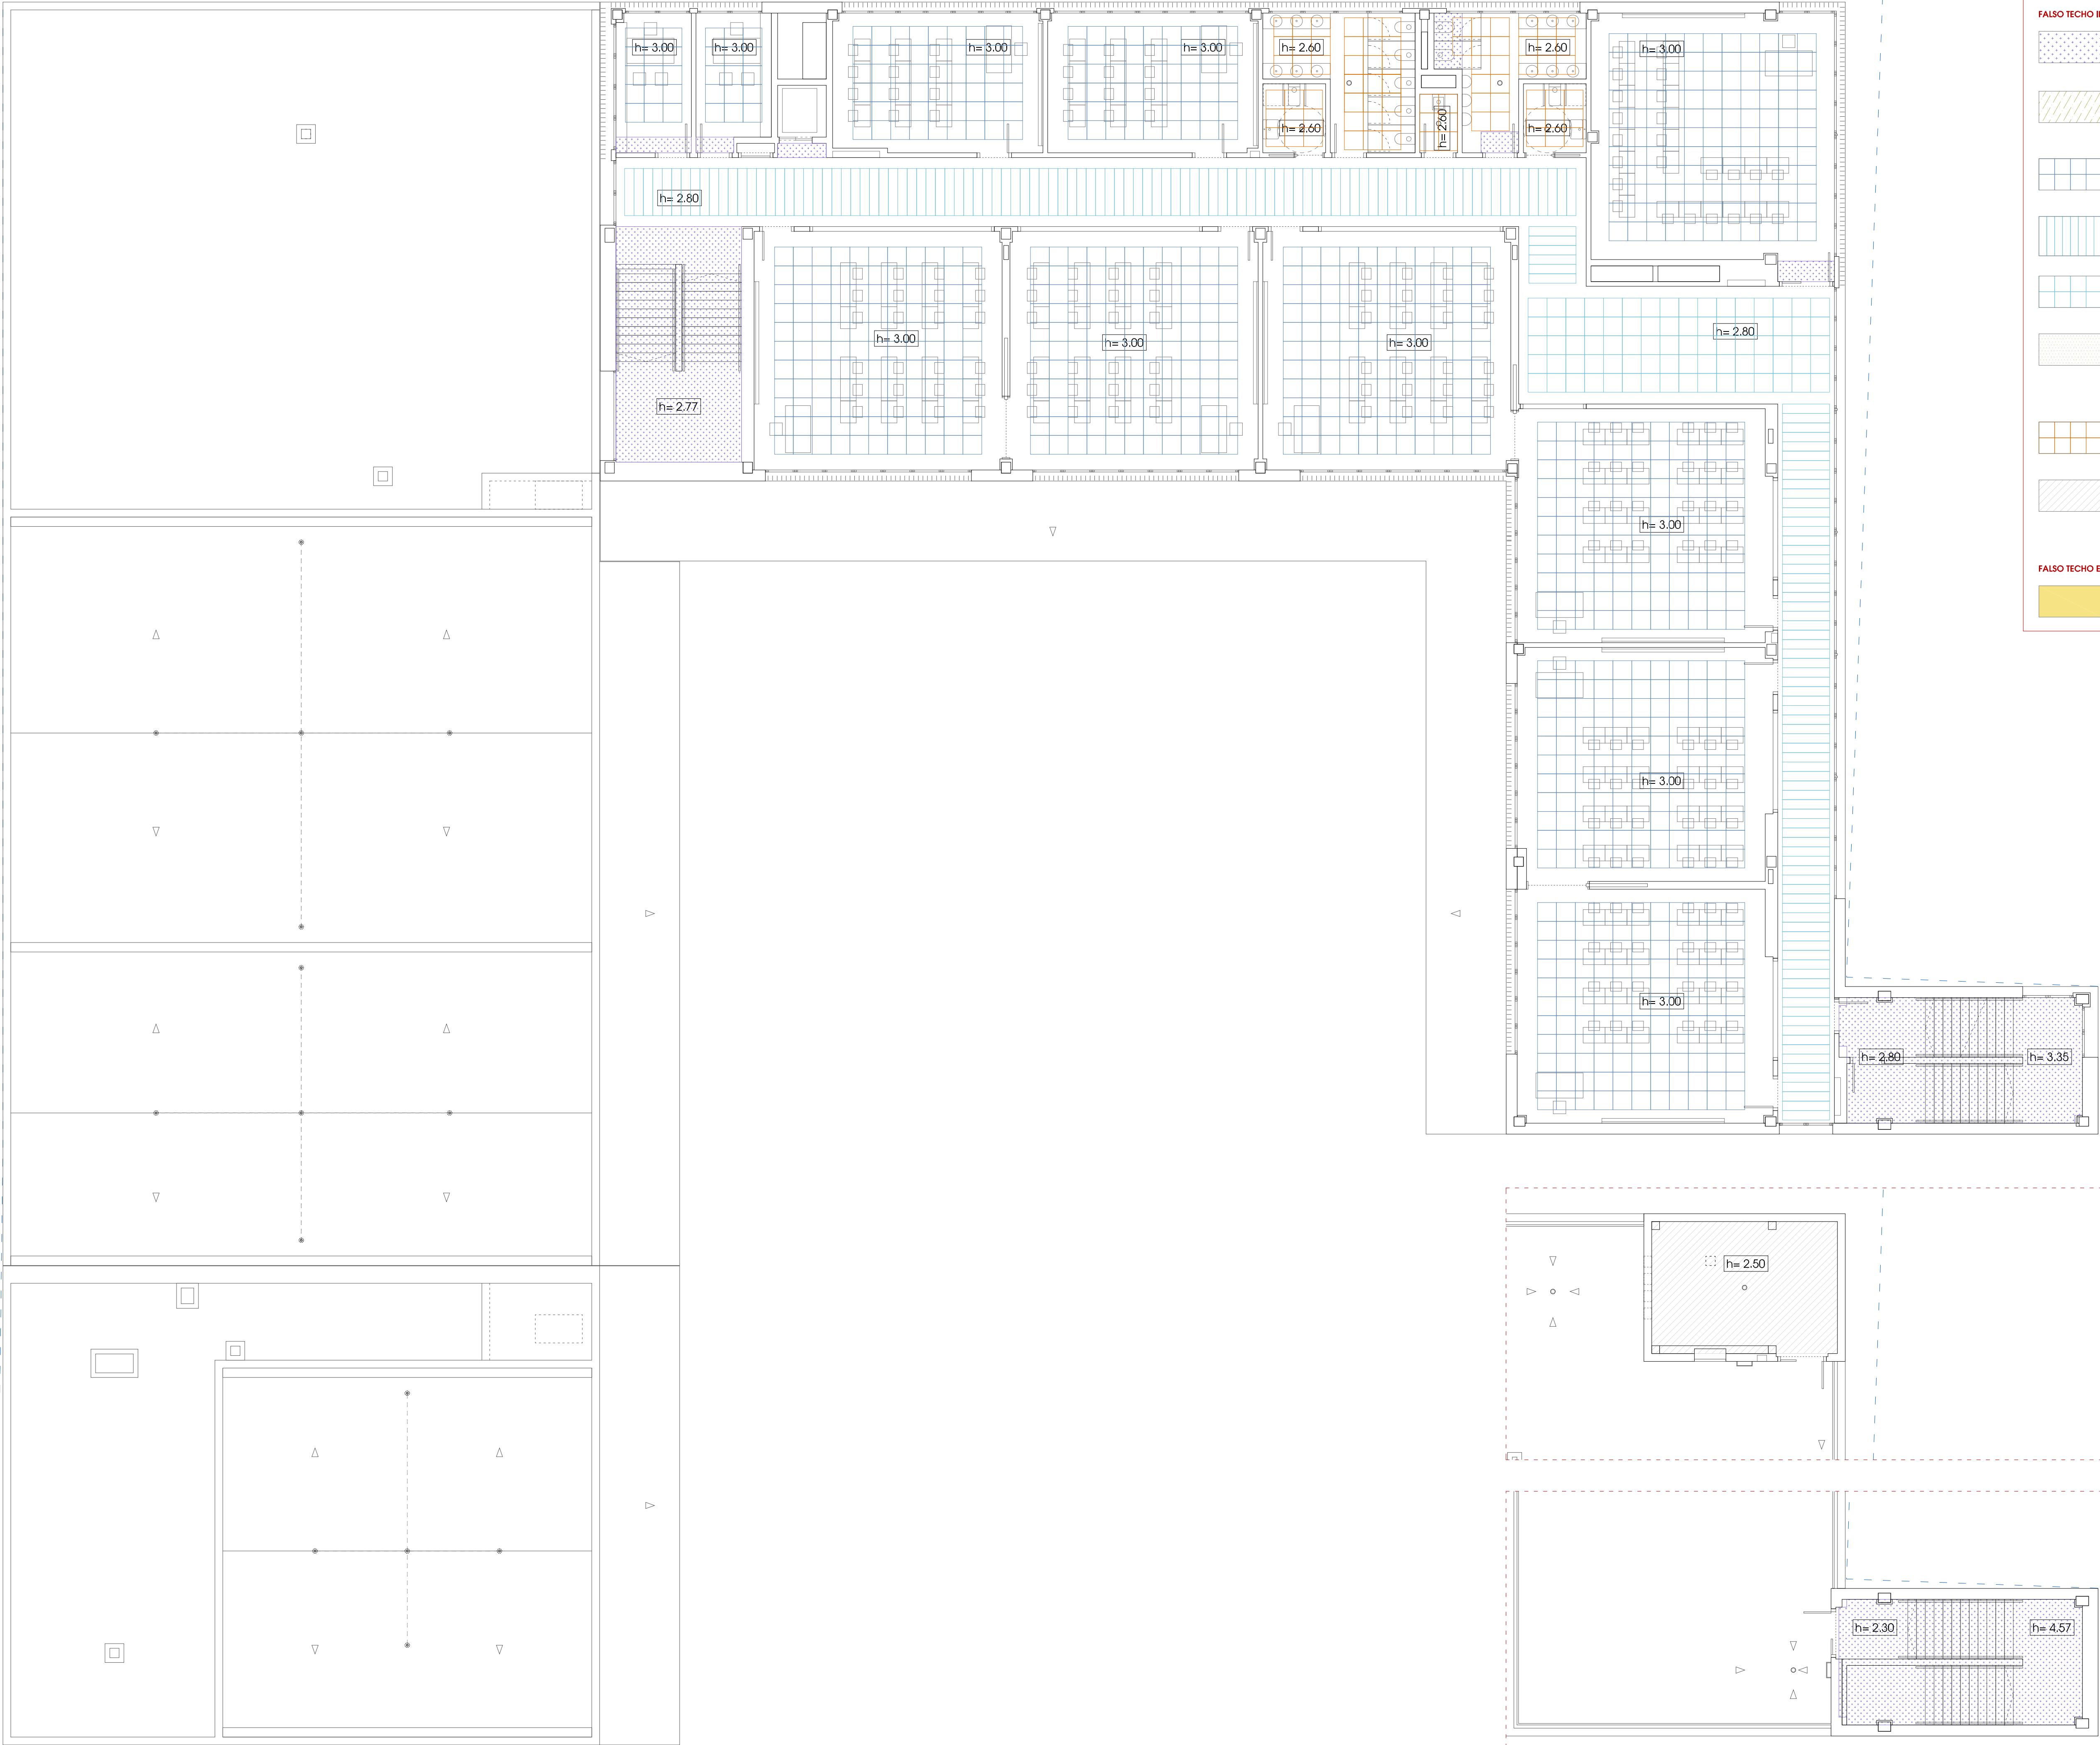 FALSO TECHO I
h= 3.00
h= 3.00
h= 3.00
h= 3.00
h= 2.60
h= 2.60
h= 3.00
h= 2.60
h= 2.60
h= 2.60
h= 2.80
h= 2.80
h= 3.00
h= 3.00
h= 3.00
h= 2.77
h= 3.00
FALSO TECHO E
h= 3.00
h= 3.00
h= 2.80
h= 3.35
h= 2.50
h= 2.30
h= 4.57